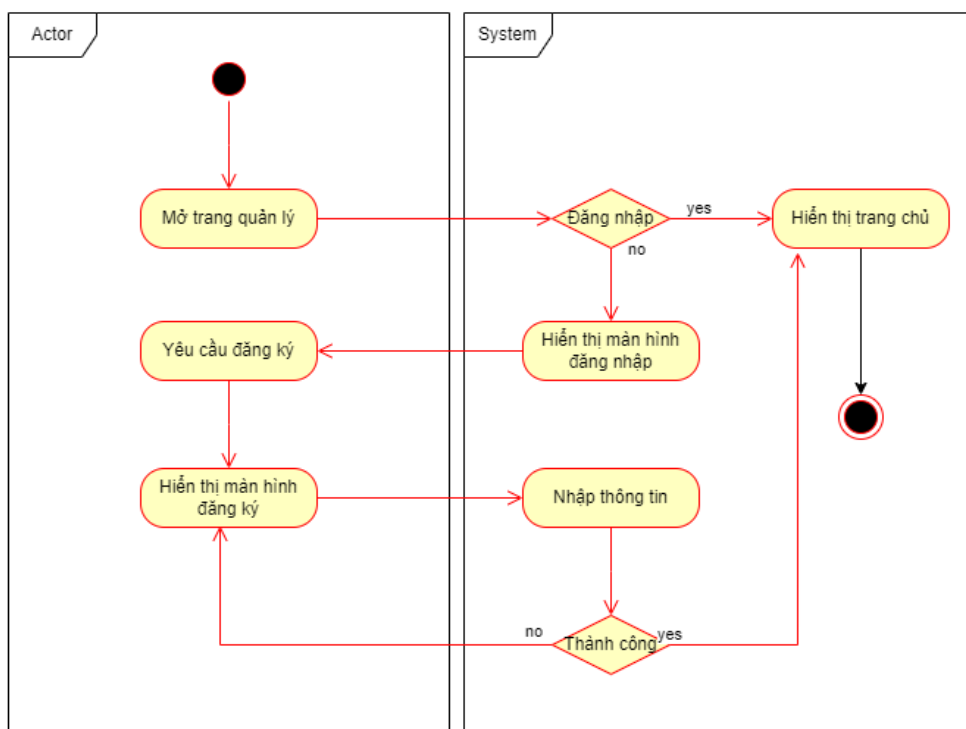 Actor
System
Mở trang quản lý
Đăng nhập
yes
Hiển thị trang chủ
no
Yêu cầu đăng ký
Hiển thị màn hình
đăng nhập
Hiển thị màn hình
đăng ký
Nhập thông tin
no
Thành công
yes